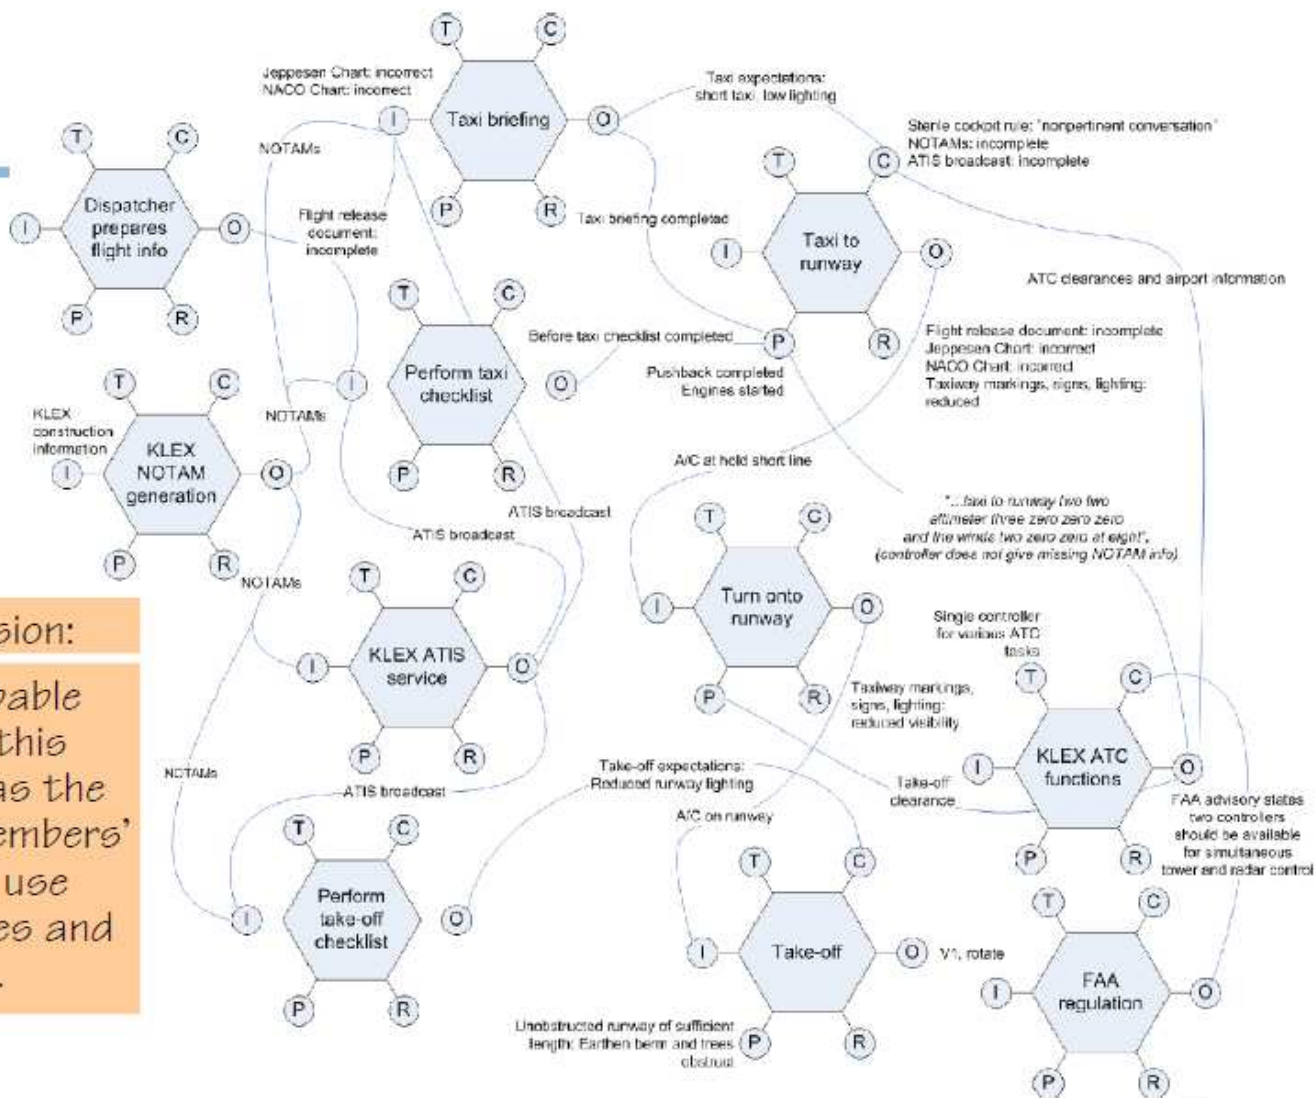 T
C
Jeppesen Chart: incorrect
NACO Chart: incorrect
I
Taxi briefing
O
P
R
Taxi expectations:
short taxi, low lighting
Sterile cockpit rule: "nonpertinent conversation"
NOTAMs: incomplete
ATIS broadcast: incomplete
T
C
NOTAMs
I
Dispatcher
prepares
flight info
O
P
R
Flight release
document:
incomplete
Taxi briefing completed
T
C
I
Taxi to
runway
O
P
R
ATC clearances and airport information
T
C
I
Perform taxi
checklist
O
P
R
Before taxi checklist completed
Pushback completed
Engines started
Flight release document: incomplete
Jeppesen Chart: incorrect
NACO Chart: incorrect
Taxiway markings, signs, lighting:
reduced
KLEX
construction
information
T
C
I
KLEX
NOTAM
generation
O
P
R
NOTAMs
NOTAMs
A/C at hold short line
ATIS broadcast
ATIS broadcast
"...taxi to runway two two
altimeter three zero zero zero
and the winds two zero zero at eight",
(controller does not give missing NOTAM info)
T
C
I
Turn onto
runway
O
P
R
T
C
I
KLEX ATIS
service
O
P
R
Single controller
for various ATC
tasks
T
C
I
KLEX ATC
functions
O
P
R
sion:
bable
this
as the
embers'
use
es and
.
Taxiway markings,
signs, lighting:
reduced visibility
NOTAMs
ATIS broadcast
Take-off expectations:
Reduced runway lighting
A/C on runway
Take-off
clearance
FAA advisory states
two controllers
should be available
for simultaneous
tower and radar control
T
C
I
Perform
take-off
checklist
O
P
R
T
C
I
Take-off
O
V1, rotate
P
R
Unobstructed runway of sufficient
length: Earthen berm and trees
obstruct
T
C
I
FAA
regulation
O
P
R